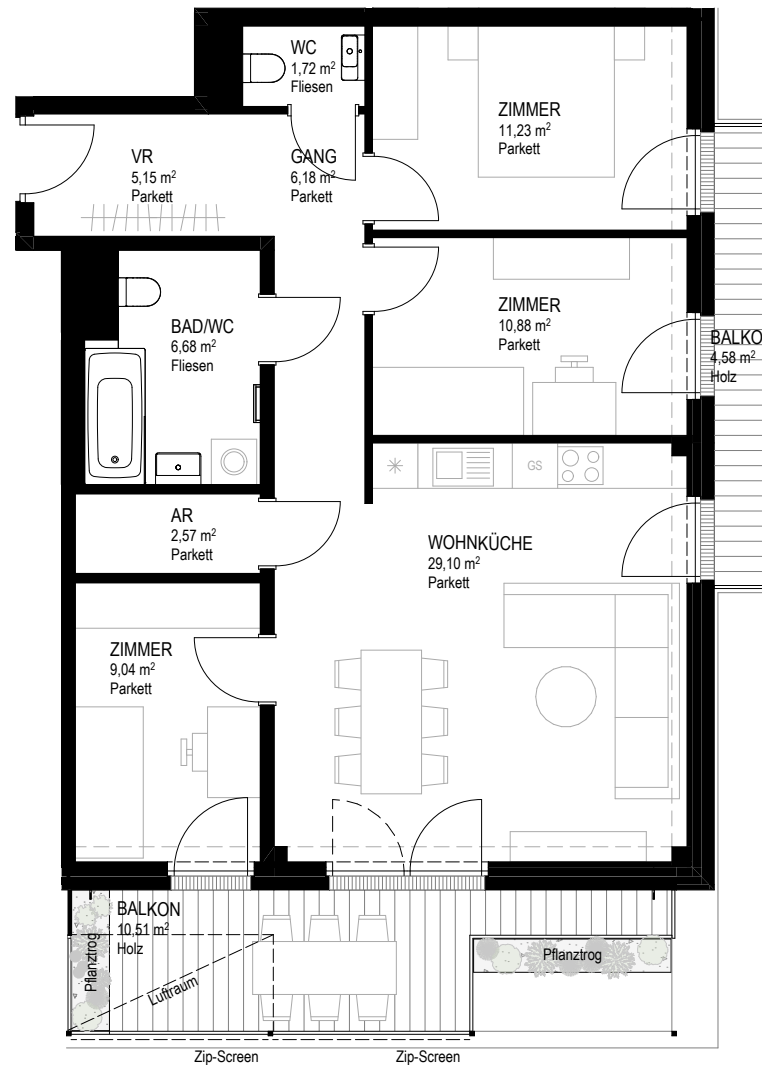 WC
1,72 m²
Fliesen
ZIMMER
11,23 m²
Parkett
VR
5,15 m²
Parkett
GANG
6,18 m²
Parkett
ZIMMER
10,88 m²
Parkett
BAD/WC
6,68 m²
Fliesen
BALKO
4,58 m²
Holz
GS
AR
2,57 m²
Parkett
WOHNKÜCHE
29,10 m²
Parkett
ZIMMER
9,04 m²
Parkett
BALKON
10,51 m²
Holz
Pflanztrog
Luftraum
Pflanztrog
Zip-Screen
Zip-Screen